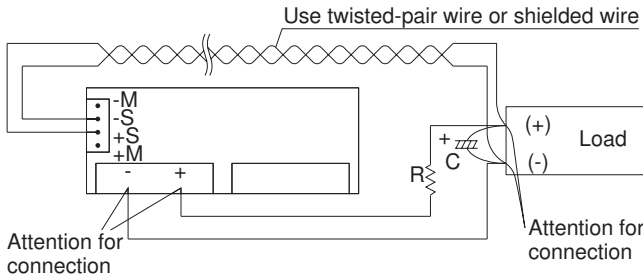 Use twisted-pair wire or shielded wire
-M
-S
+S
+M
- +
R
+
C
(+)
Load
(-)
Attention for
connection
Attention for
connection